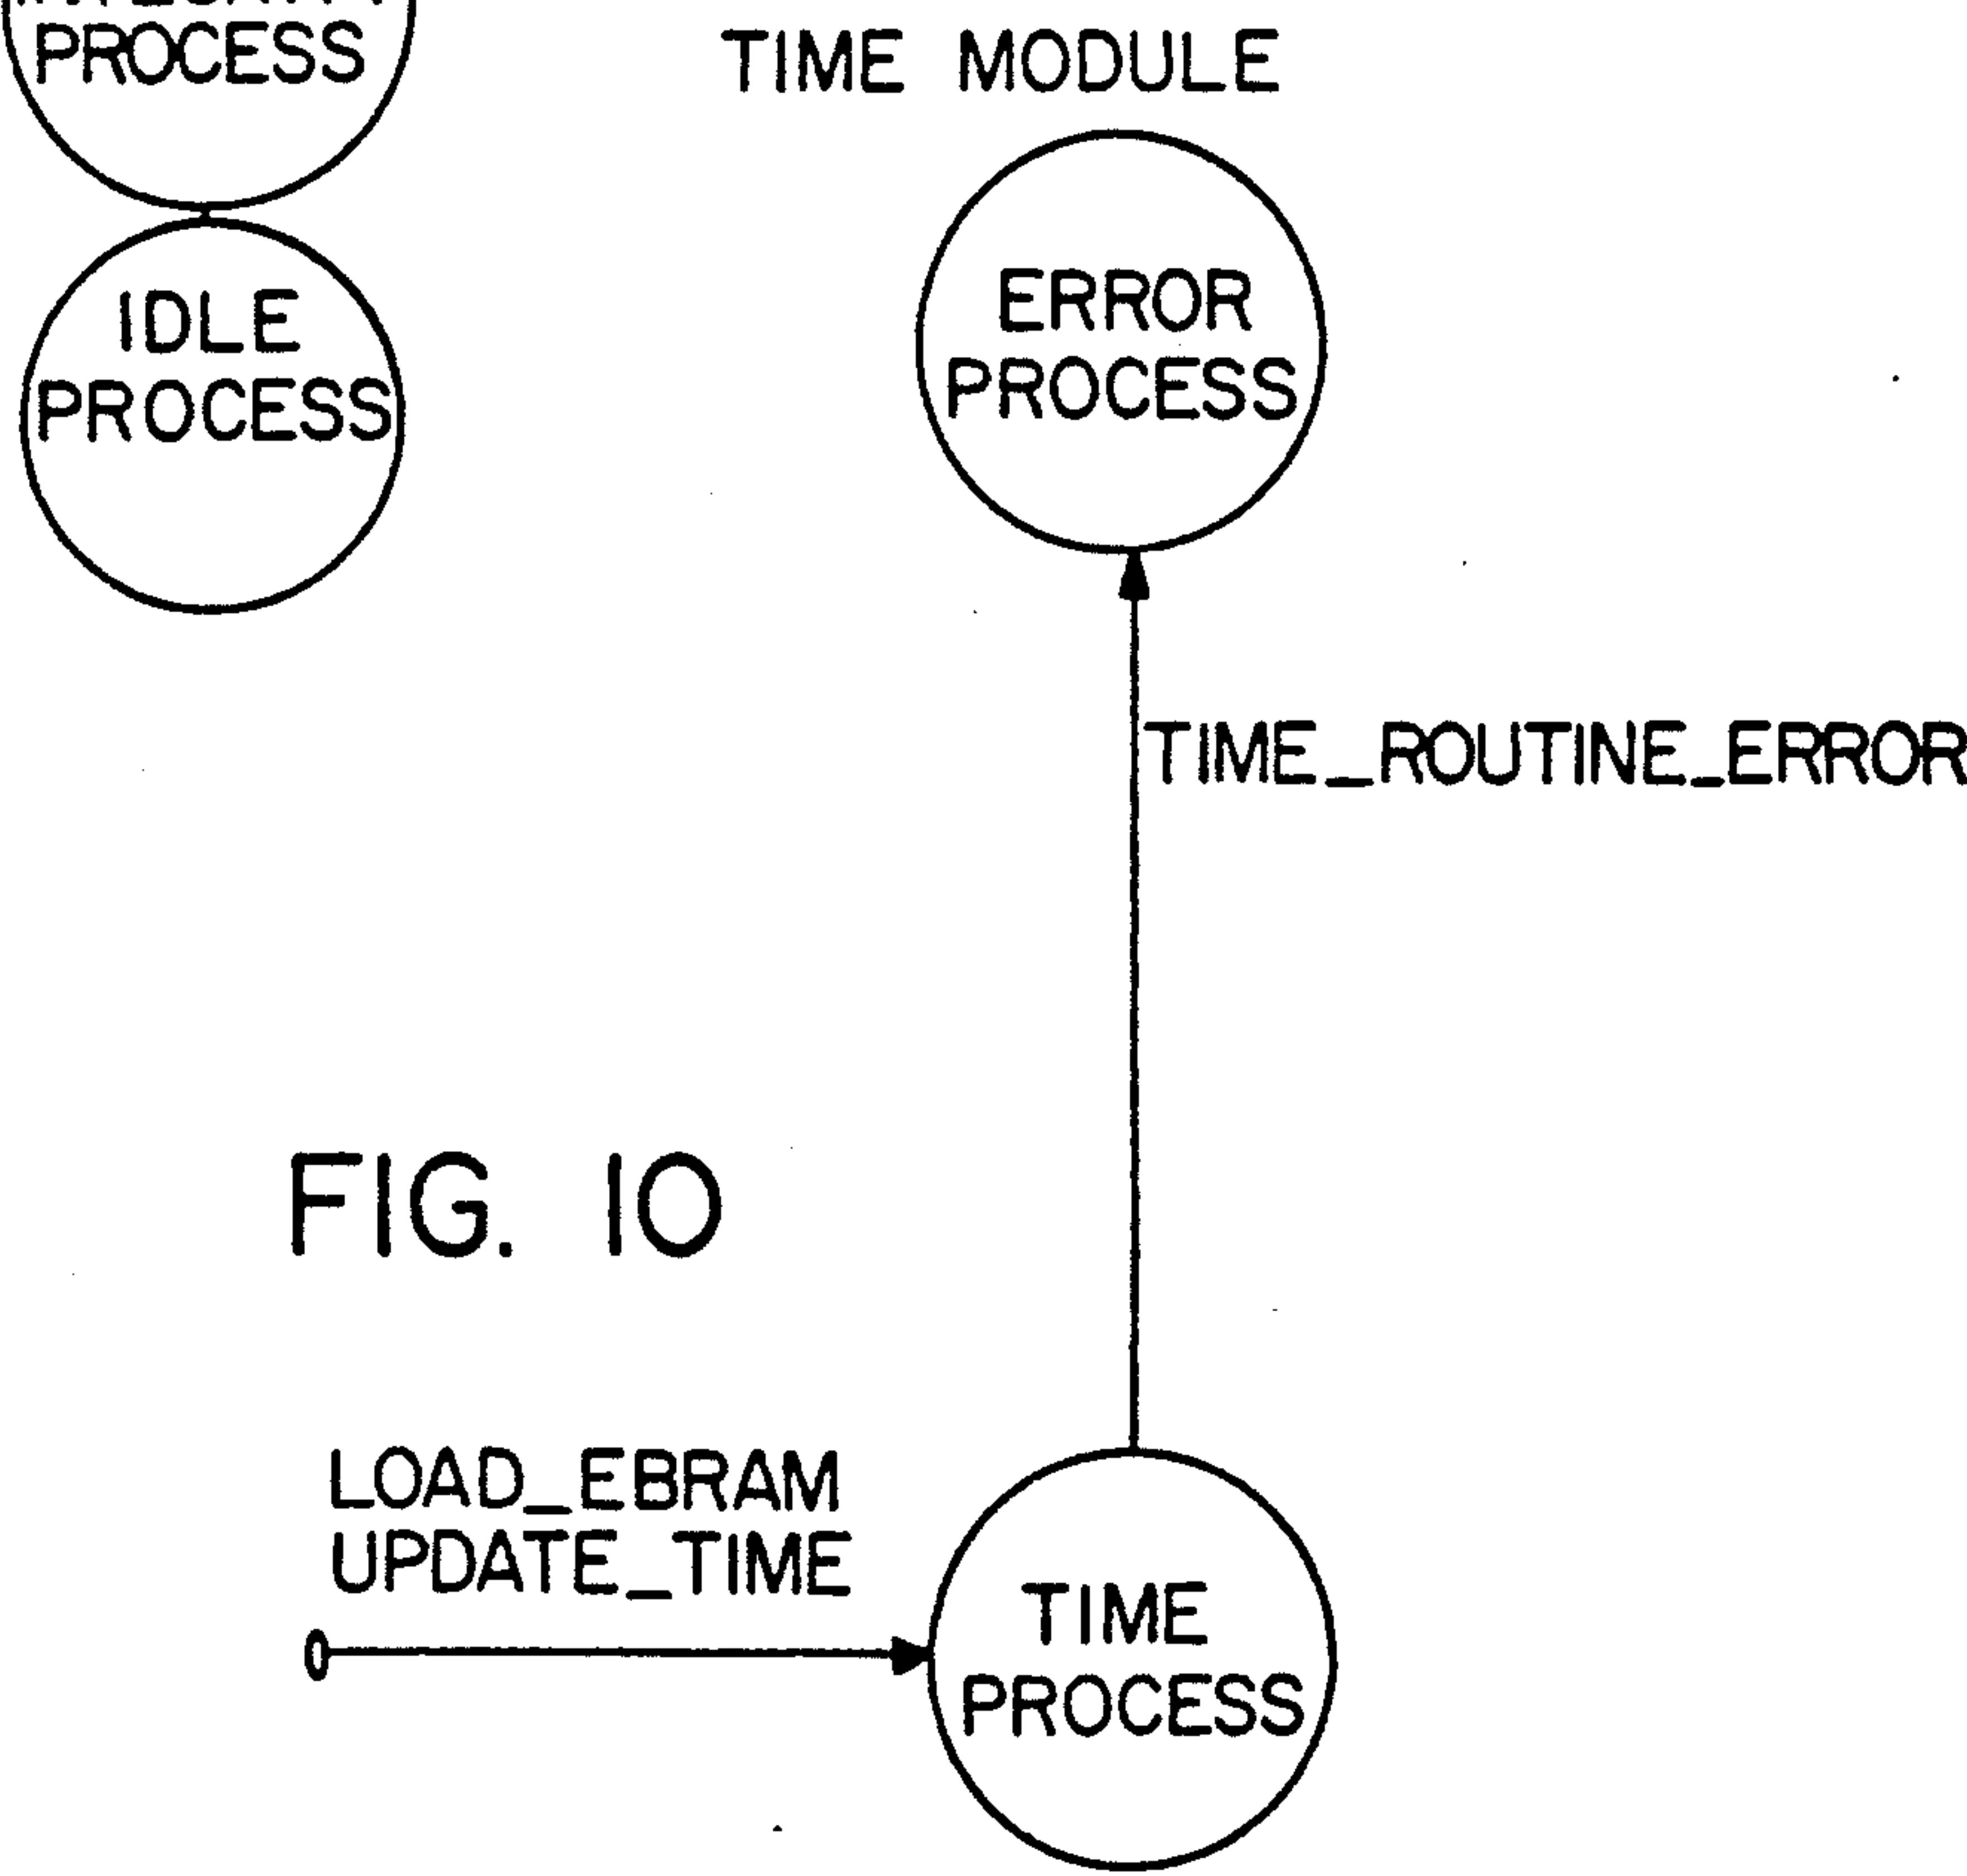 PROCESS
TIME MODULE
IDLE
PROCESS
ERROR
PROCESS
TIME_ROUTINE_ERROR
FIG. 10
LOAD_EBRAM
UPDATE_TIME
TIME
PROCESS